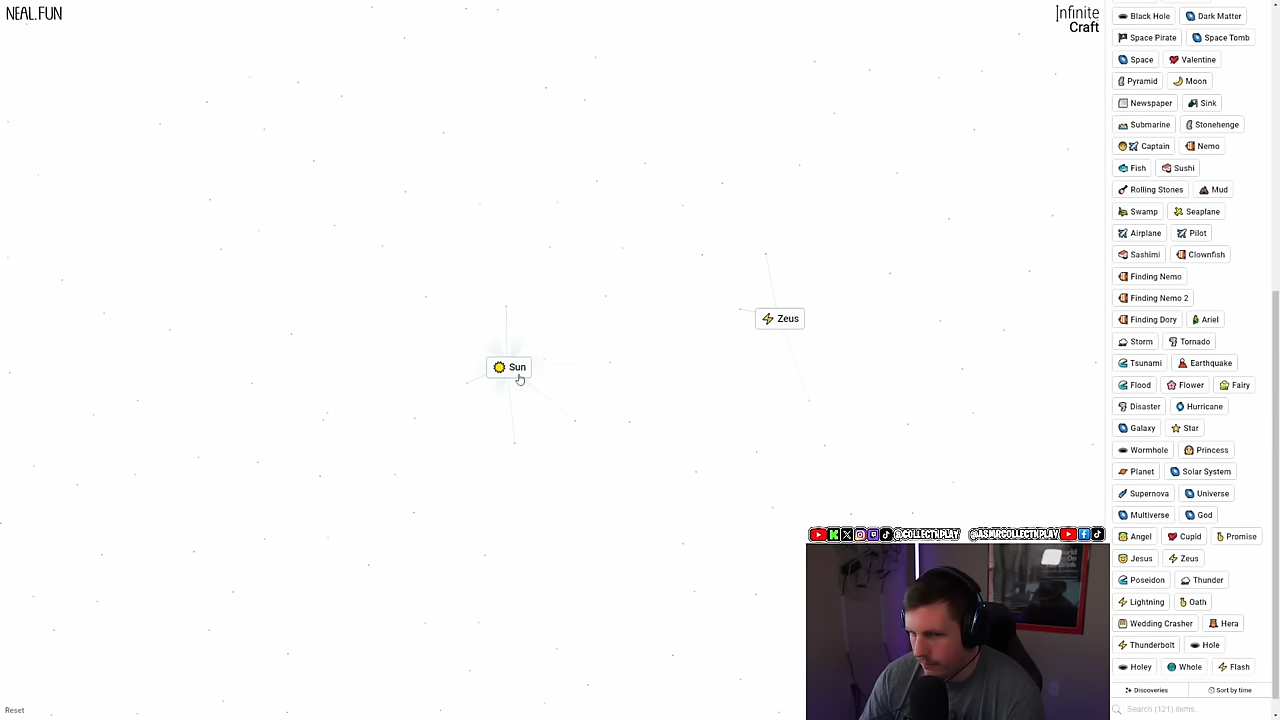 NEAL.FUN
Infinite
Craft
Black Hole Dark Matter
Space Pirate Space Tomb
Space Valentine
Pyramid Moon
Newspaper Sink
Submarine Stonehenge
Captain Nemo
Fish Sushi
Rolling Stones Mud
Swamp Seaplane
Airplane Pilot
Sashimi Clownfish
Finding Nemo
Finding Nemo 2
Finding Dory Ariel
Zeus
Storm Tornado
Sun
Tsunami Earthquake
Flood Flower Fairy
Disaster Hurricane
Galaxy Star
Wormhole Princess
Planet Solar System
Supernova Universe
Multiverse God
@COLLECTNPLAY @ASMRCOLLECTNPLAY
Angel Cupid Promise
Jesus Zeus
Poseidon Thunder
Lightning Oath
Wedding Crasher Hera
Thunderbolt Hole
Holey Whole Flash
Discoveries Sort by time
Reset
Search (121) items...